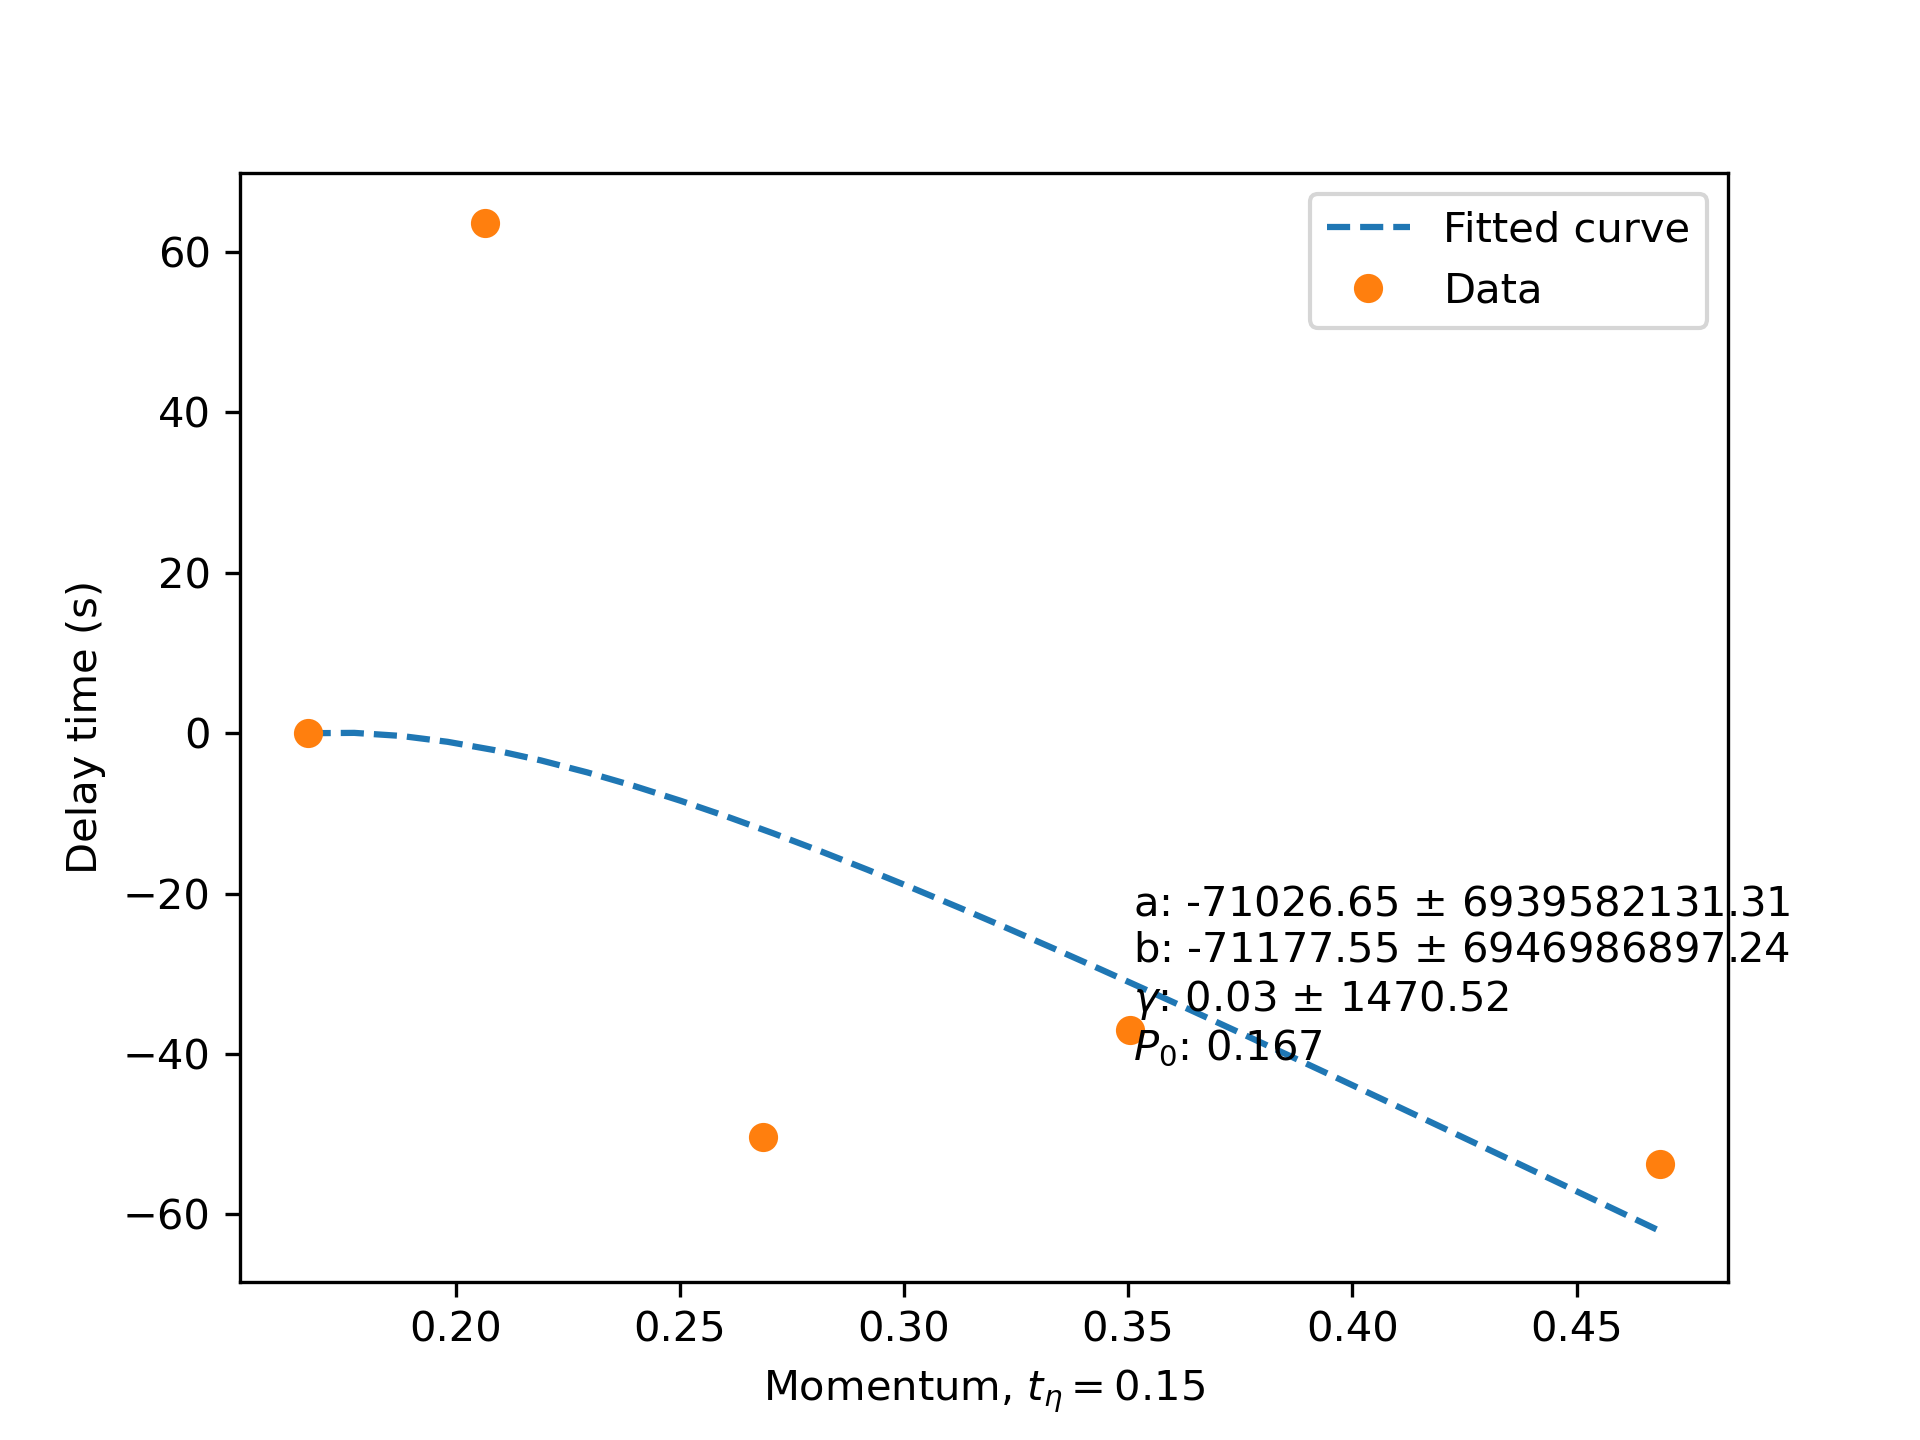 Fitted curve
Data
60
40
20
0
−20
−40
−60
Delay time (s)
a: -71026.65 ± 6939582131.31
b: -71177.55 ± 6946986897.24
γ: 0.03 ± 1470.52
P₀: 0.167
0.20 0.25 0.30 0.35 0.40 0.45
Momentum, tη = 0.15